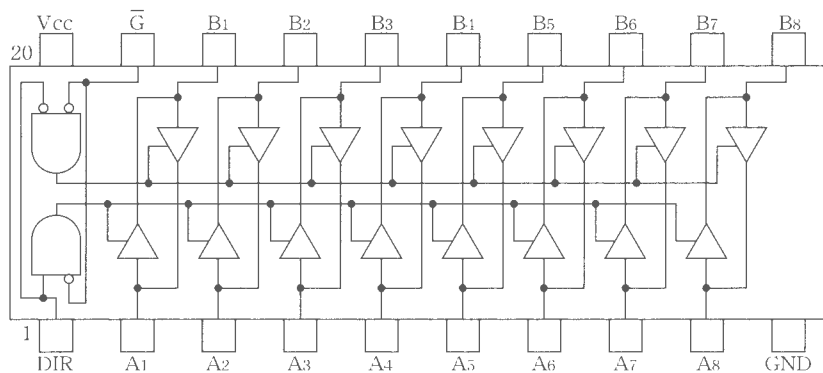 Vcc G̅ B1 B2 B3 B4 B5 B6 B7 B8
20
1
DIR A1 A2 A3 A4 A5 A6 A7 A8 GND